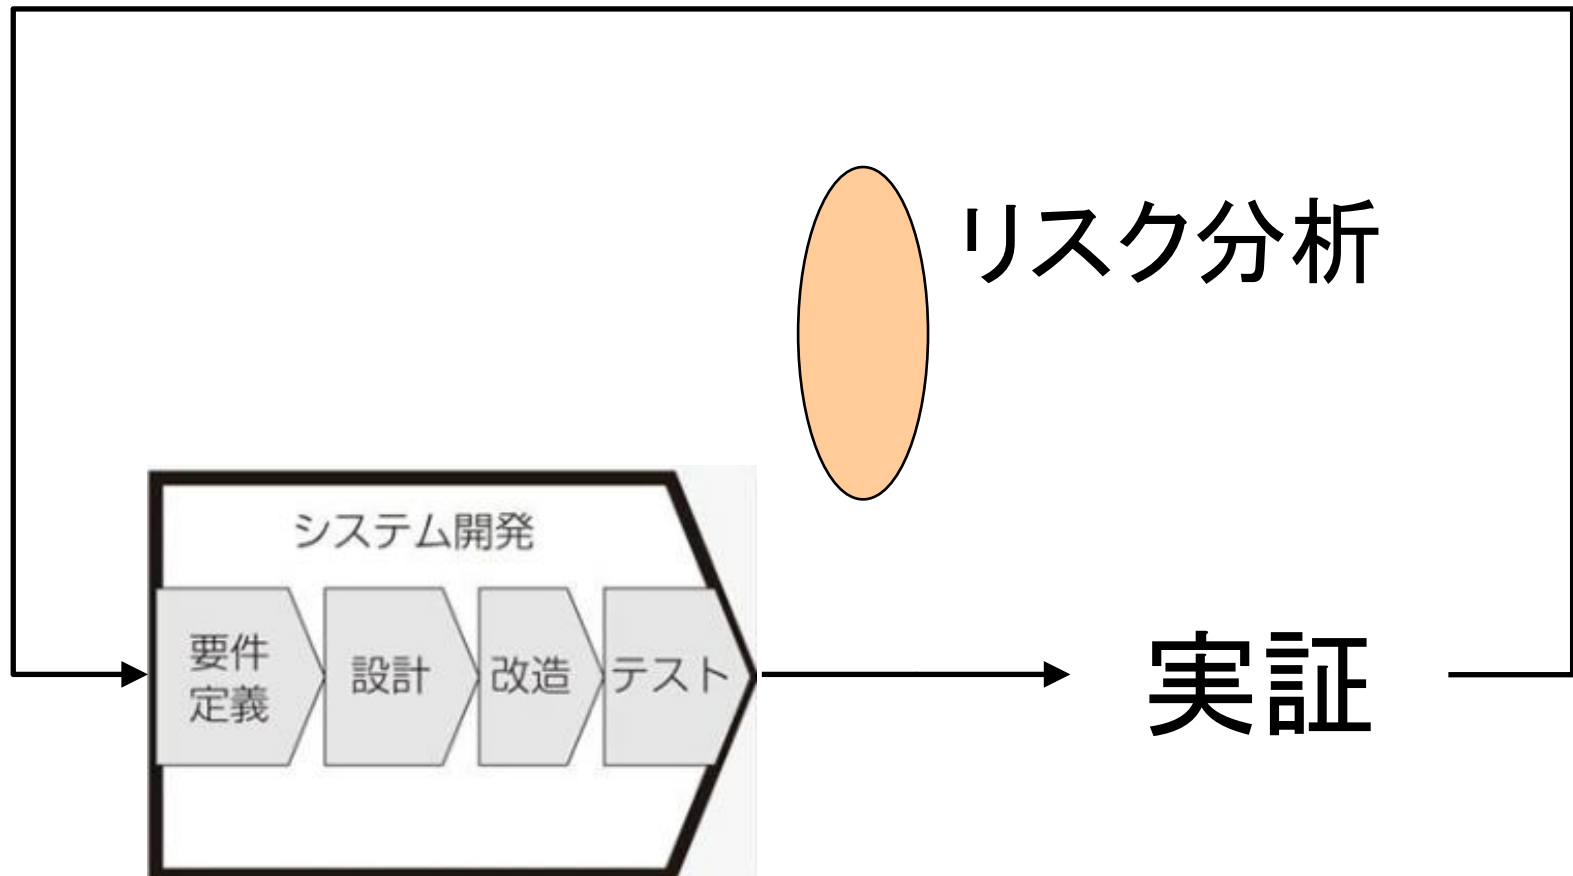 リスク分析
システム開発
要件
定義
設計
改造
テスト
実証